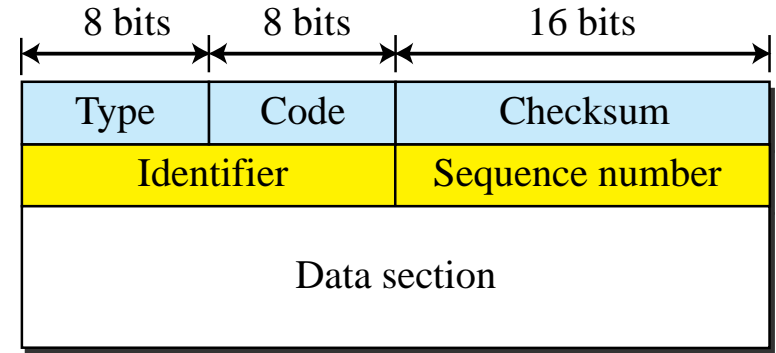 8 bits 8 bits 16 bits
Type Code Checksum
Identifier Sequence number
Data section